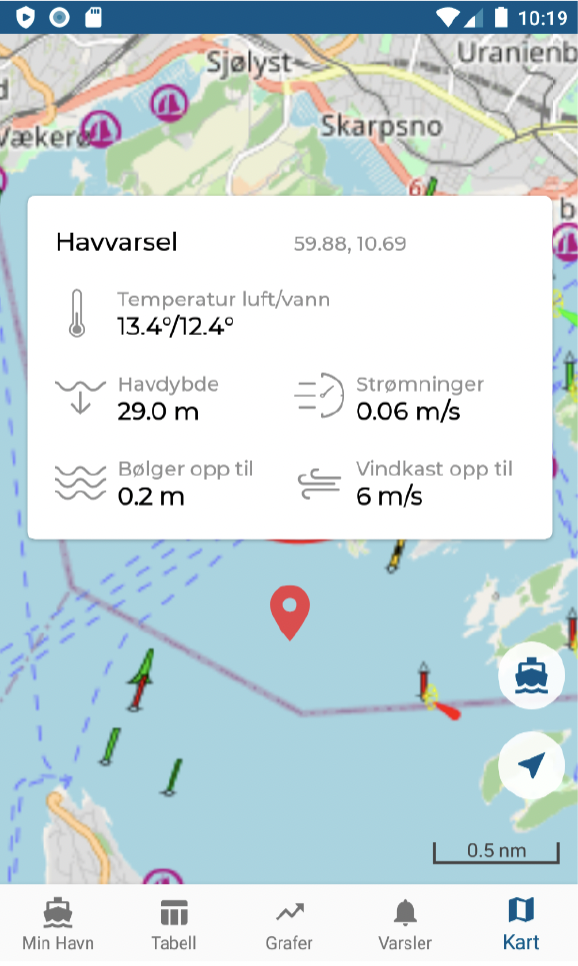 10:19
Sjølyst
Uranienb
d
Vækerø
Skarpsno
6
b
Havvarsel 59.88, 10.69
Temperatur luft/vann
13.4°/12.4°
Havdybde Strømninger
29.0 m 0.06 m/s
Bølger opp til Vindkast opp til
0.2 m 6 m/s
0.5 nm
Min Havn Tabell Grafer Varsler Kart